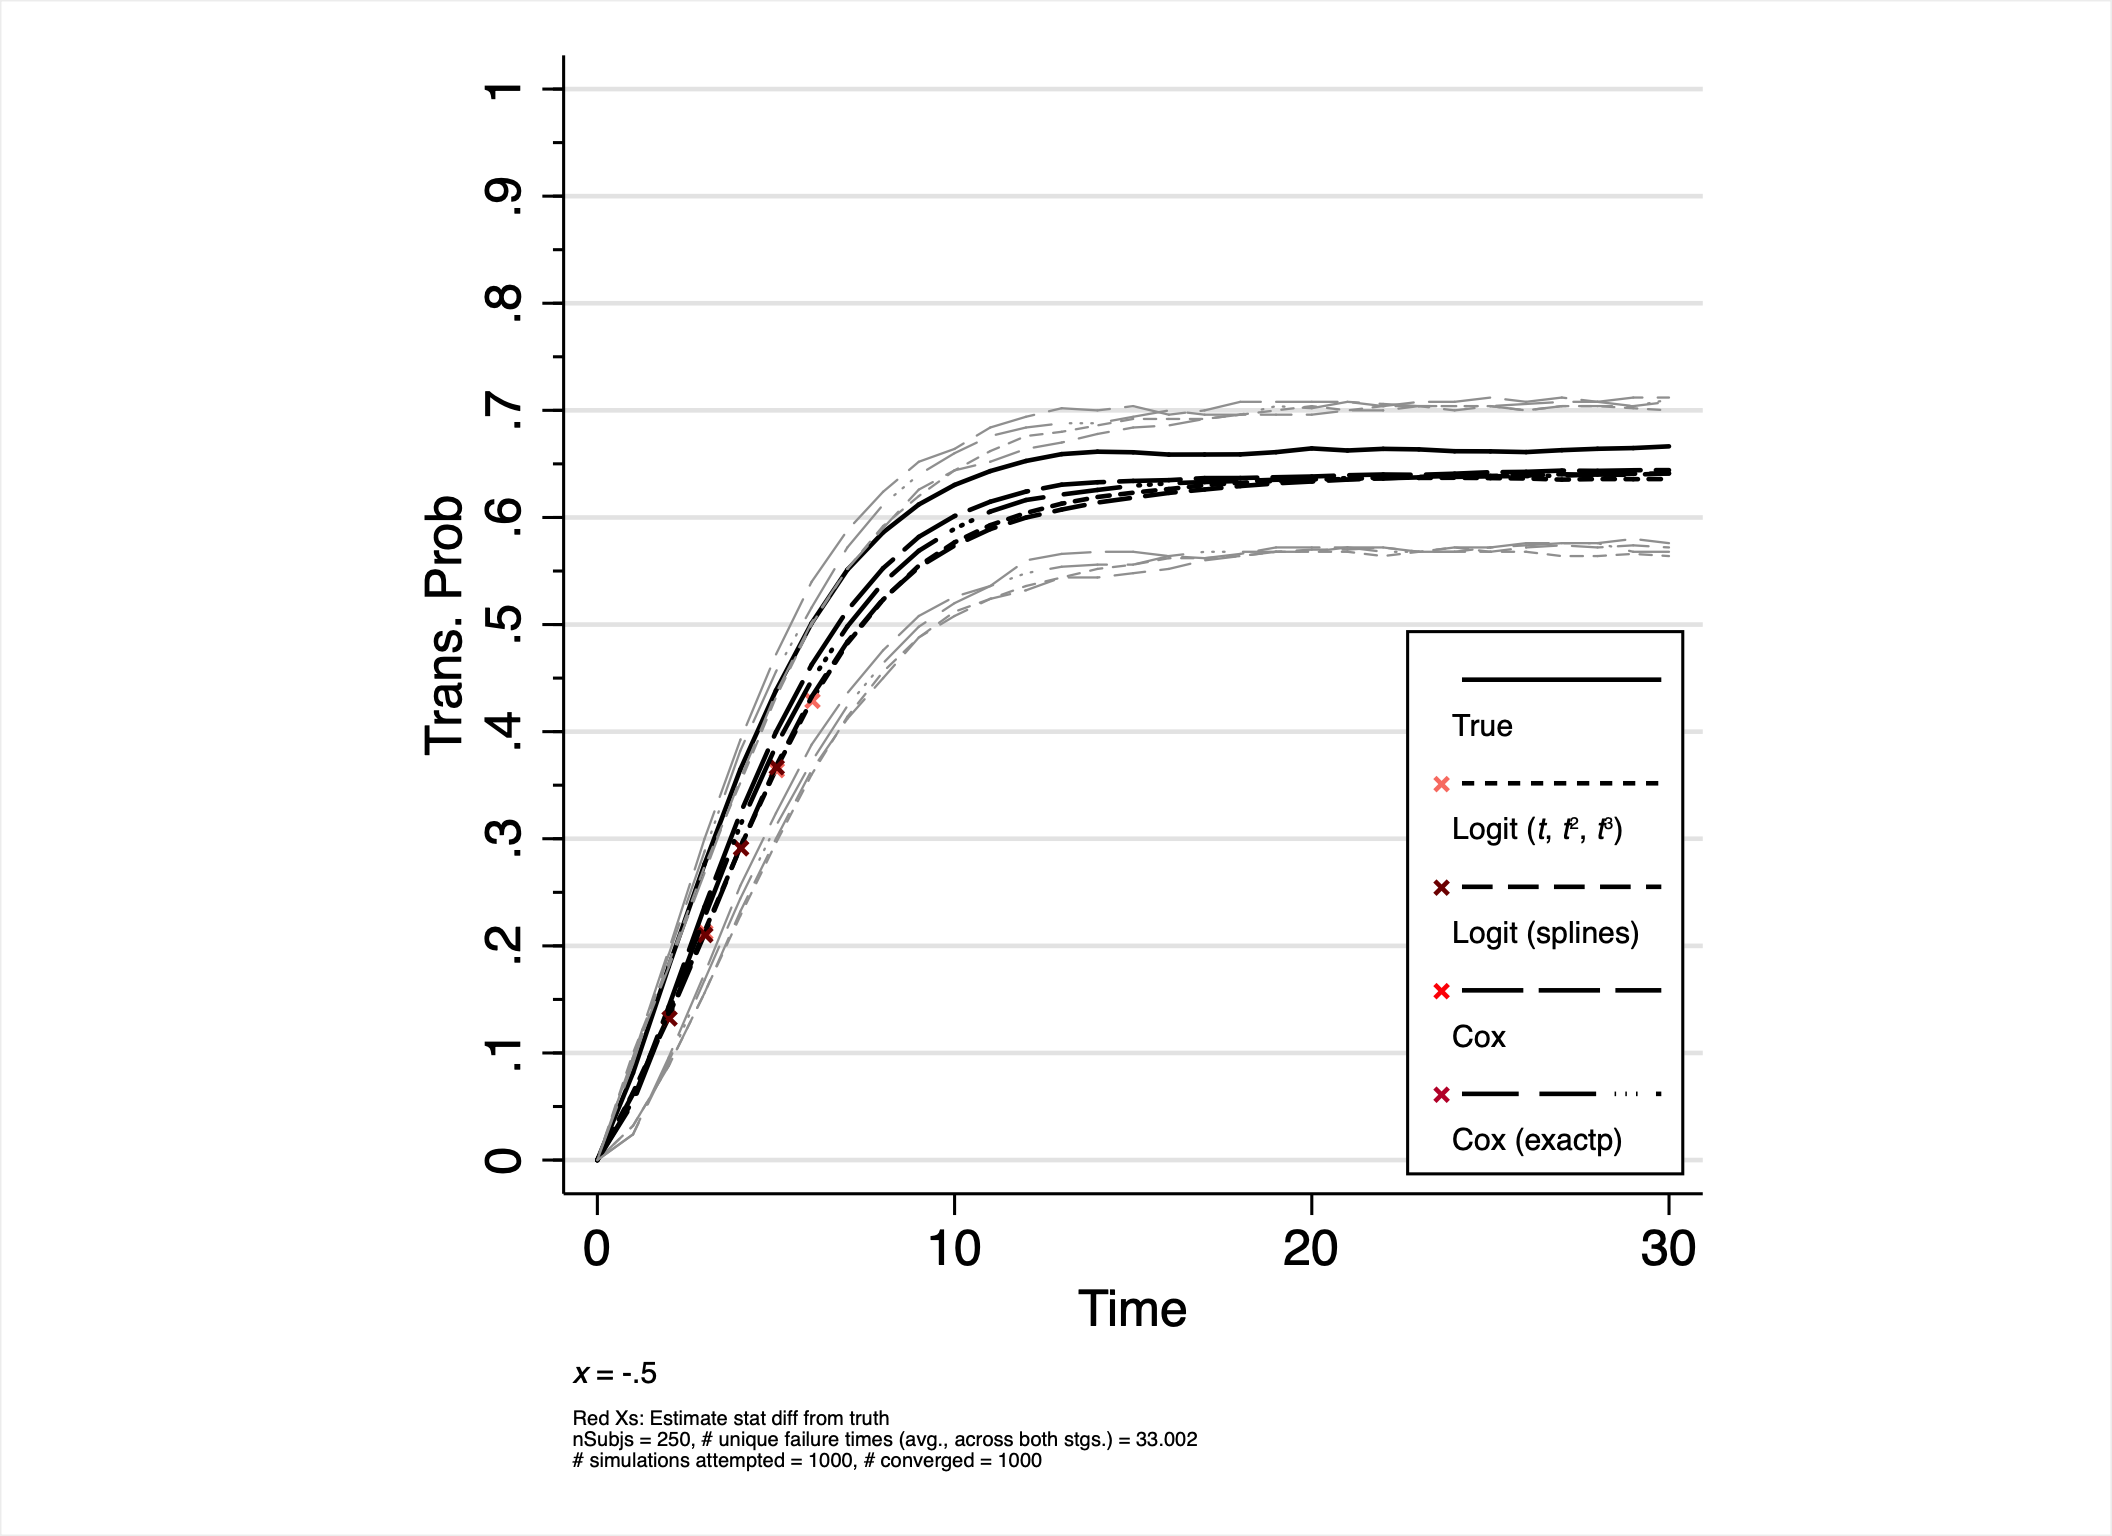 1
.9
.8
.7
.6
.5
.4
.3
.2
.1
0
Trans. Prob
True
Logit (t, t², t³)
Logit (splines)
Cox
Cox (exactp)
0 10 20 30
Time
x = -.5
Red Xs: Estimate stat diff from truth
nSubjs = 250, # unique failure times (avg., across both stgs.) = 33.002
# simulations attempted = 1000, # converged = 1000